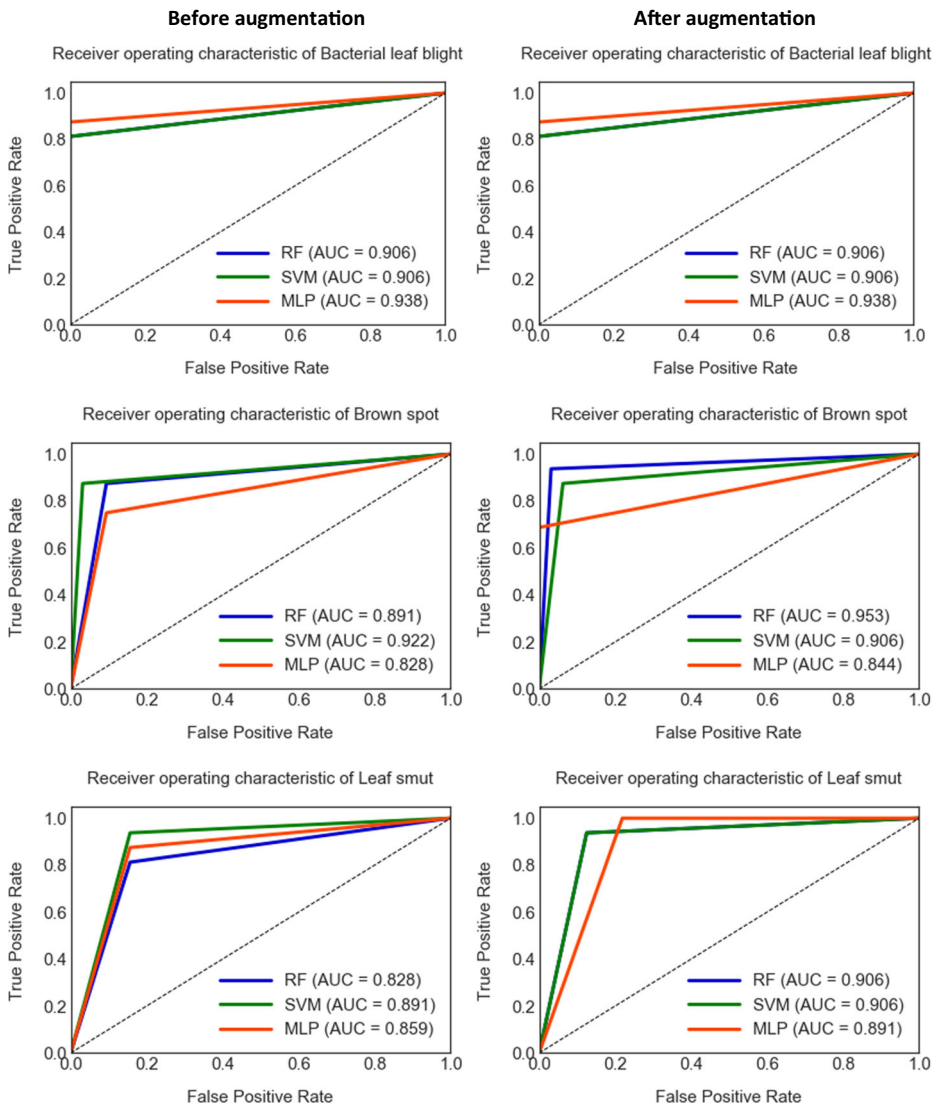 Before augmentation
After augmentation
Receiver operating characteristic of Bacterial leaf blight
True Positive Rate
1.0
0.8
0.6
0.4
0.2
0.0
RF (AUC = 0.906)
SVM (AUC = 0.906)
MLP (AUC = 0.938)
0.0 0.2 0.4 0.6 0.8 1.0
False Positive Rate
Receiver operating characteristic of Bacterial leaf blight
True Positive Rate
1.0
0.8
0.6
0.4
0.2
0.0
RF (AUC = 0.906)
SVM (AUC = 0.906)
MLP (AUC = 0.938)
0.0 0.2 0.4 0.6 0.8 1.0
False Positive Rate
Receiver operating characteristic of Brown spot
True Positive Rate
1.0
0.8
0.6
0.4
0.2
0.0
RF (AUC = 0.891)
SVM (AUC = 0.922)
MLP (AUC = 0.828)
0.0 0.2 0.4 0.6 0.8 1.0
False Positive Rate
Receiver operating characteristic of Brown spot
True Positive Rate
1.0
0.8
0.6
0.4
0.2
0.0
RF (AUC = 0.953)
SVM (AUC = 0.906)
MLP (AUC = 0.844)
0.0 0.2 0.4 0.6 0.8 1.0
False Positive Rate
Receiver operating characteristic of Leaf smut
True Positive Rate
1.0
0.8
0.6
0.4
0.2
0.0
RF (AUC = 0.828)
SVM (AUC = 0.891)
MLP (AUC = 0.859)
0.0 0.2 0.4 0.6 0.8 1.0
False Positive Rate
Receiver operating characteristic of Leaf smut
True Positive Rate
1.0
0.8
0.6
0.4
0.2
0.0
RF (AUC = 0.906)
SVM (AUC = 0.906)
MLP (AUC = 0.891)
0.0 0.2 0.4 0.6 0.8 1.0
False Positive Rate